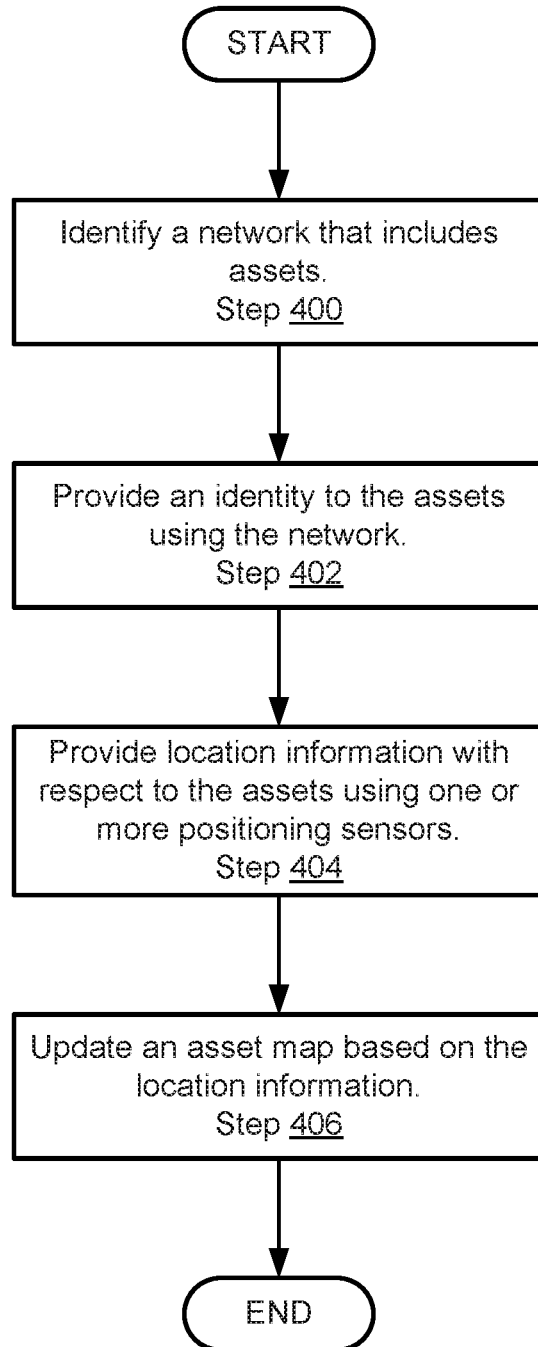 START
Identify a network that includes
assets.
Step 400
Provide an identity to the assets
using the network.
Step 402
Provide location information with
respect to the assets using one or
more positioning sensors.
Step 404
Update an asset map based on the
location information.
Step 406
END